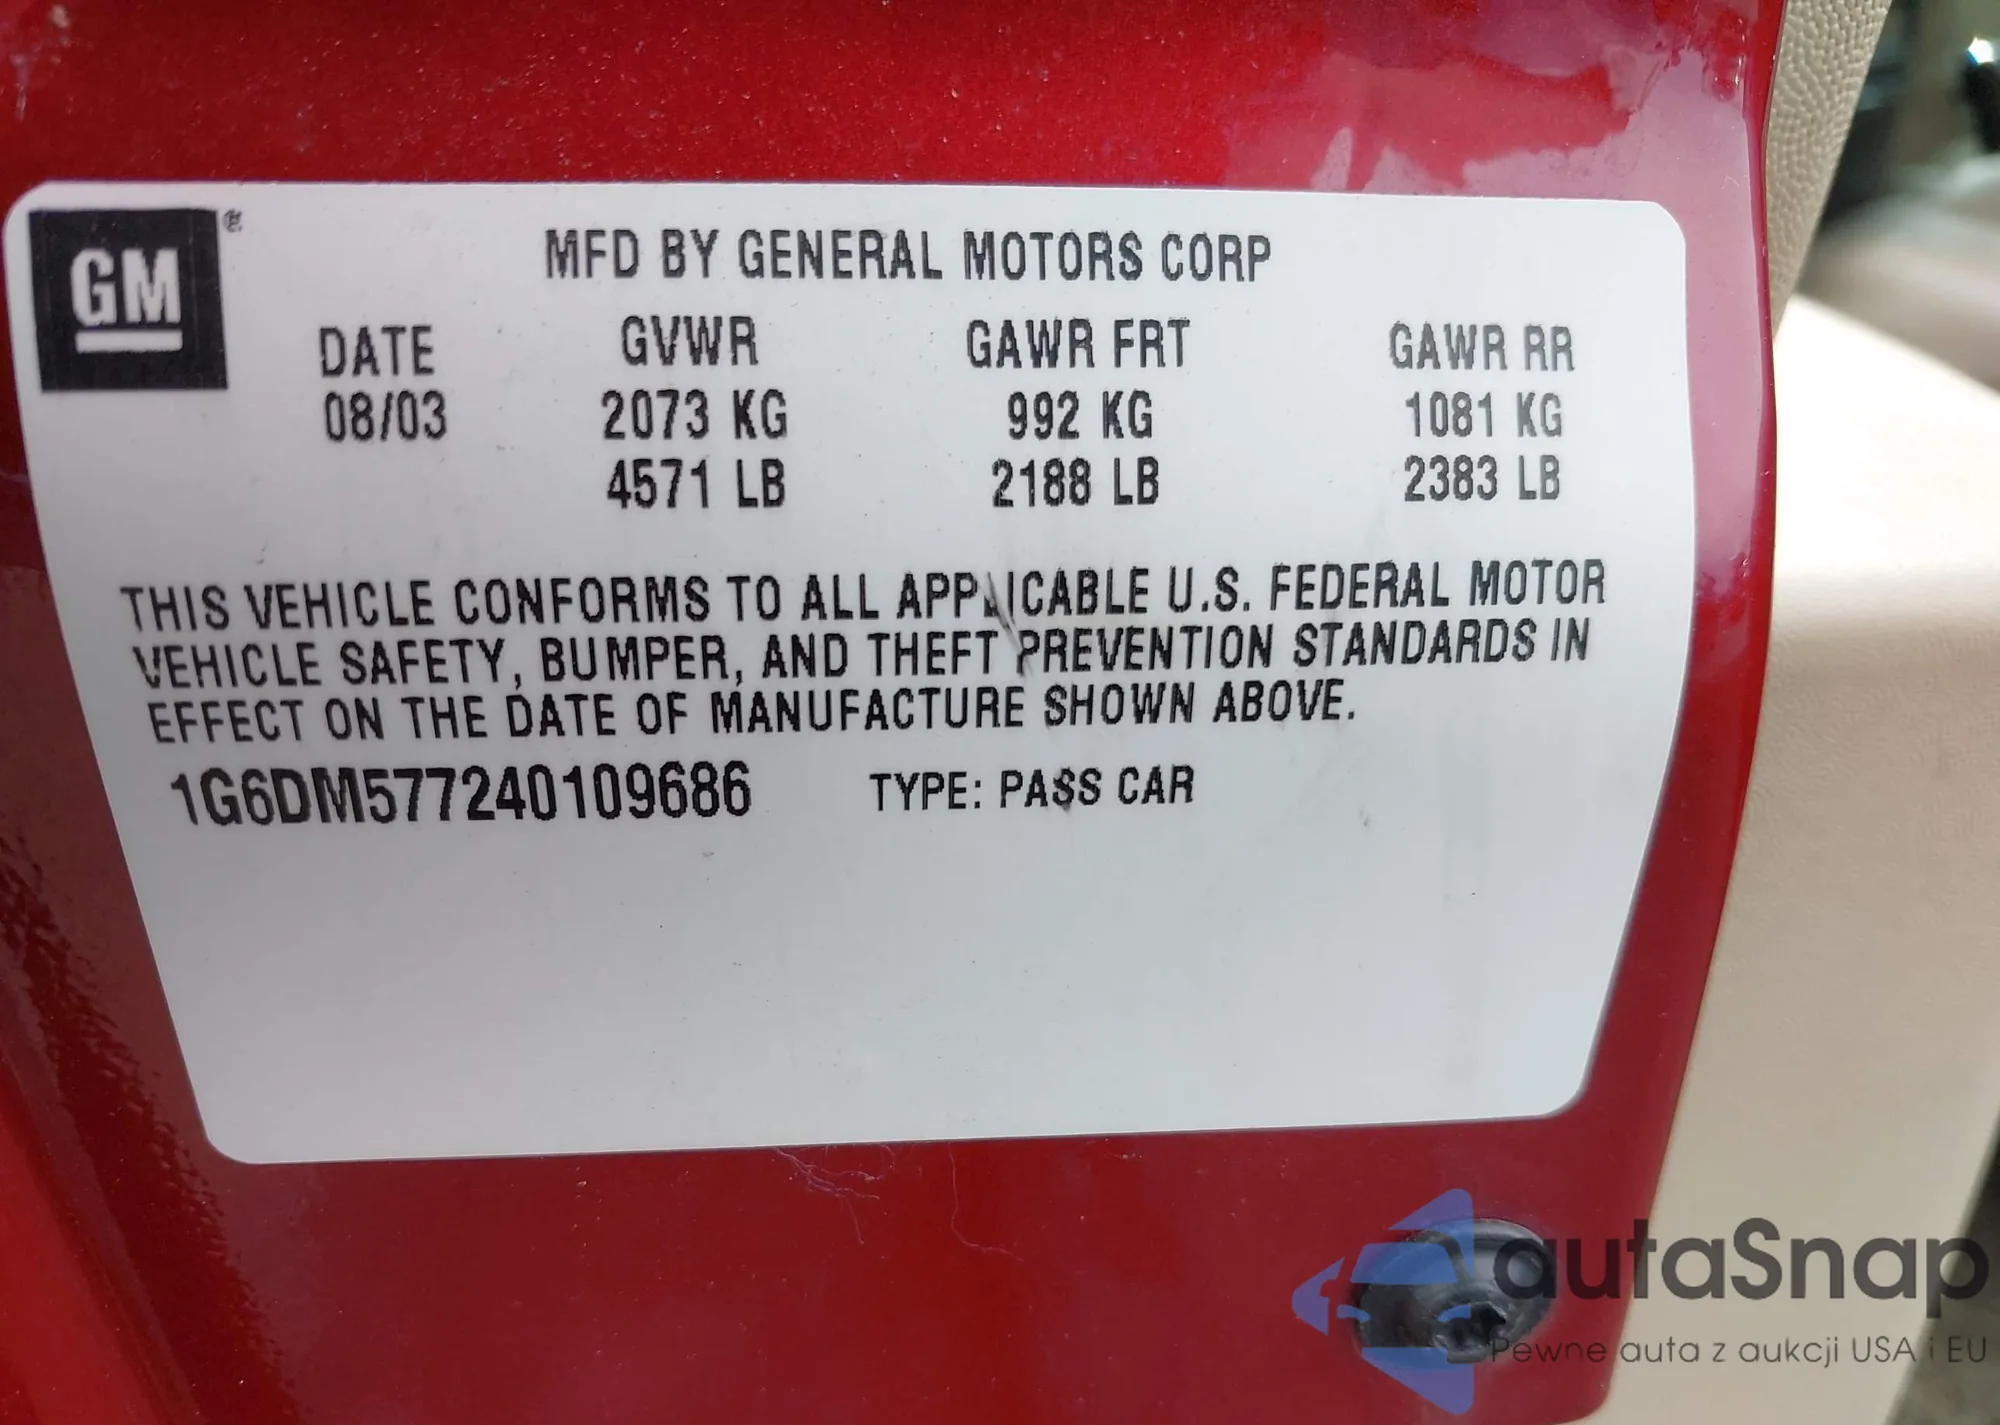 GM ®
MFD BY GENERAL MOTORS CORP
DATE GVWR GAWR FRT GAWR RR
08/03 2073 KG 992 KG 1081 KG
4571 LB 2188 LB 2383 LB
THIS VEHICLE CONFORMS TO ALL APPLICABLE U.S. FEDERAL MOTOR
VEHICLE SAFETY, BUMPER, AND THEFT PREVENTION STANDARDS IN
EFFECT ON THE DATE OF MANUFACTURE SHOWN ABOVE.
1G6DM577240109686 TYPE: PASS CAR
autaSnap
Pewne auta z aukcji USA i EU